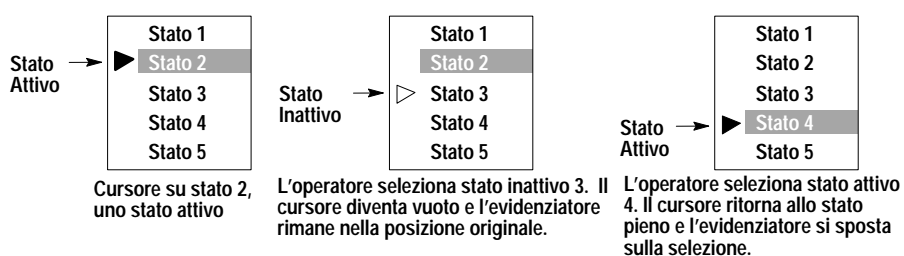 Stato
Attivo
Stato 1
Stato 2
Stato 3
Stato 4
Stato 5
Cursore su stato 2,
uno stato attivo
Stato
Inattivo
Stato 1
Stato 2
Stato 3
Stato 4
Stato 5
L'operatore seleziona stato inattivo 3. Il
cursore diventa vuoto e l'evidenziatore
rimane nella posizione originale.
Stato
Attivo
Stato 1
Stato 2
Stato 3
Stato 4
Stato 5
L'operatore seleziona stato attivo
4. Il cursore ritorna allo stato
pieno e l'evidenziatore si sposta
sulla selezione.